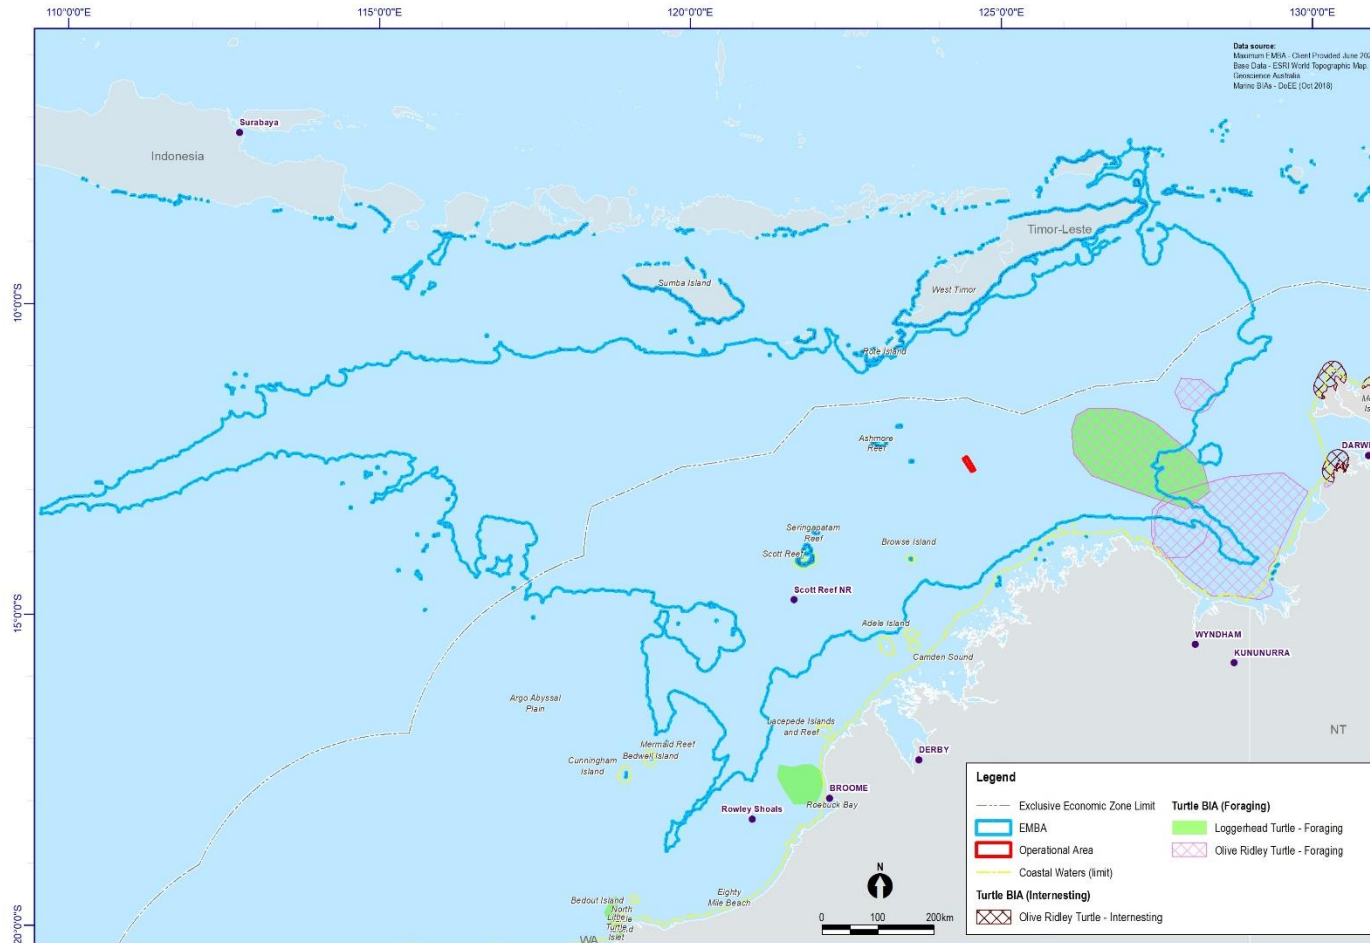 110°0'0"E
115°0'0"E
120°0'0"E
125°0'0"E
130°0'0"E
Data source:
Maximum EMBA - Client Provided June 202
Base Data - ESRI World Topographic Map.
Geoscience Australia
Marine BIAs - DoEE (Oct 2018)
Surabaya
Indonesia
Timor-Leste
Sumba Island
West Timor
10°0'0"S
Rote Island
Ashmore
Reef
DARWI
Seringapatam
Reef
Scott Reef
Browse Island
Scott Reef NR
15°0'0"S
Adele Island
WYNDHAM
Camden Sound
KUNUNURRA
Argo Abyssal
Plain
Lacepede Islands
and Reef
NT
Mermaid Reef
Bedwell Island
Cunningham
Island
DERBY
BROOME
Roebuck Bay
Rowley Shoals
Eighty
Mile Beach
Bedout Island
North
Turtle
Islet
WA
20°0'0"S
N
0 100 200km
Legend
Exclusive Economic Zone Limit
EMBA
Operational Area
Coastal Waters (limit)
Turtle BIA (Internesting)
Olive Ridley Turtle - Internesting
Turtle BIA (Foraging)
Loggerhead Turtle - Foraging
Olive Ridley Turtle - Foraging